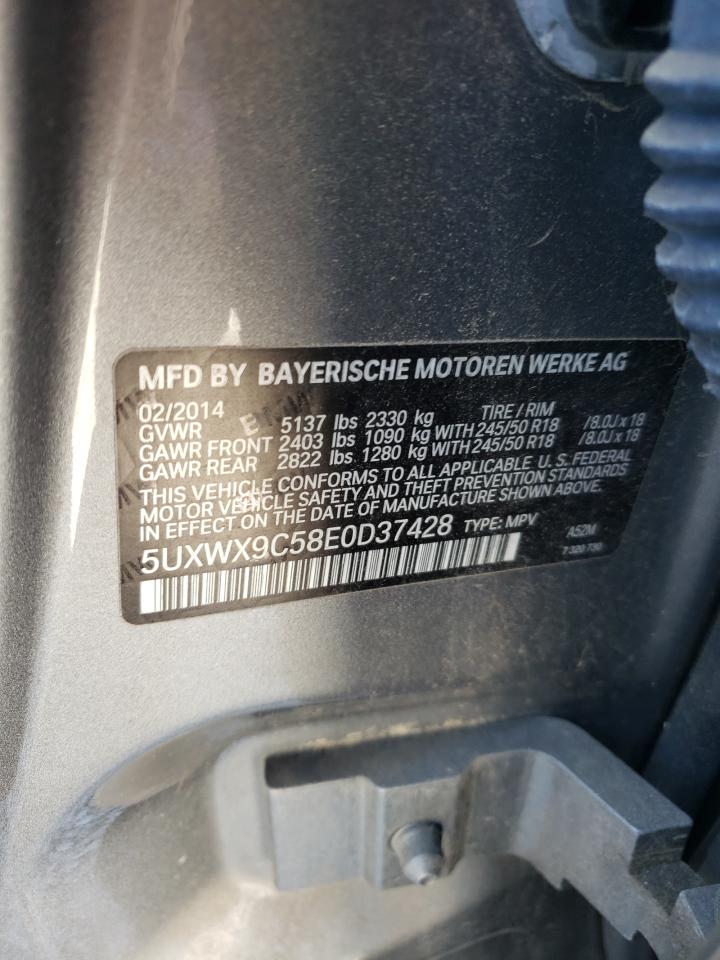 MFD BY BAYERISCHE MOTOREN WERKE AG
02/2014 TIRE / RIM
GVWR 5137 lbs 2330 kg
GAWR FRONT 2403 lbs 1090 kg WITH 245/50 R18 /8.0J x 18
GAWR REAR 2822 lbs 1280 kg WITH 245/50 R18 /8.0J x 18
THIS VEHICLE CONFORMS TO ALL APPLICABLE U.S. FEDERAL
MOTOR VEHICLE SAFETY AND THEFT PREVENTION STANDARDS
IN EFFECT ON THE DATE OF MANUFACTURE SHOWN ABOVE.
5UXWX9C58E0D37428 TYPE: MPV A52M
7 320 730